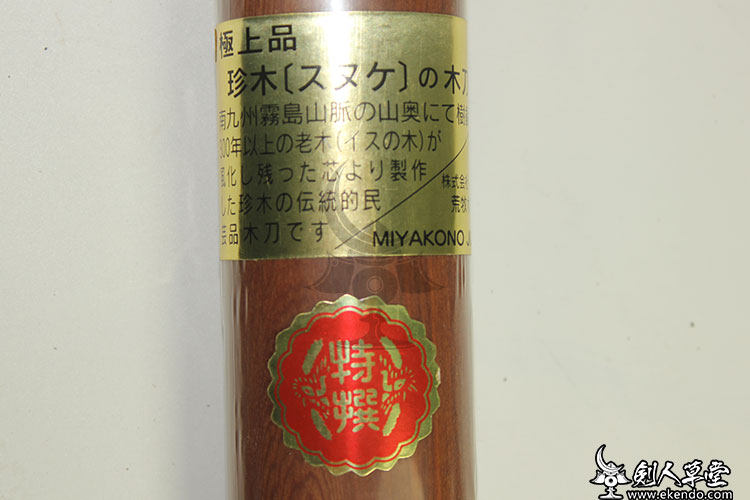 極上品
珍木〔スヌケ〕の木刀
南九州霧島山脈の山奥にて樹
00年以上の老木(イスの木)が
風化し残った芯より製作
した珍木の伝統的民
芸品木刀です
株式会
荒牧
MIYAKONO J
特撰
剣人草堂
www.ekendo.com